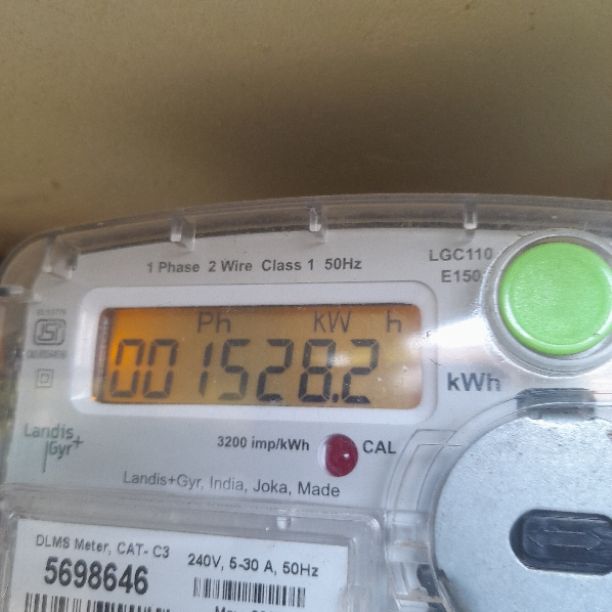 1 Phase 2 Wire Class 1 50Hz
LGC110
E150
Ph kW h
001528.2
kWh
Landis
Gyr+
3200 imp/kWh
CAL
Landis+Gyr, India, Joka, Made
DLMS Meter, CAT- C3
5698646
240V, 5-30 A, 50Hz